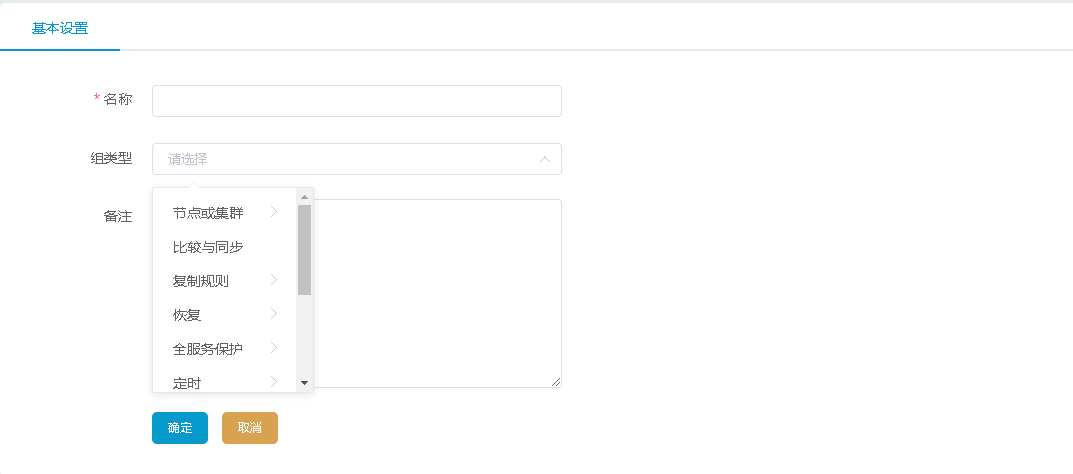 基本设置
* 名称
组类型
请选择
备注
节点或集群
比较与同步
复制规则
恢复
全服务保护
定时
确定
取消